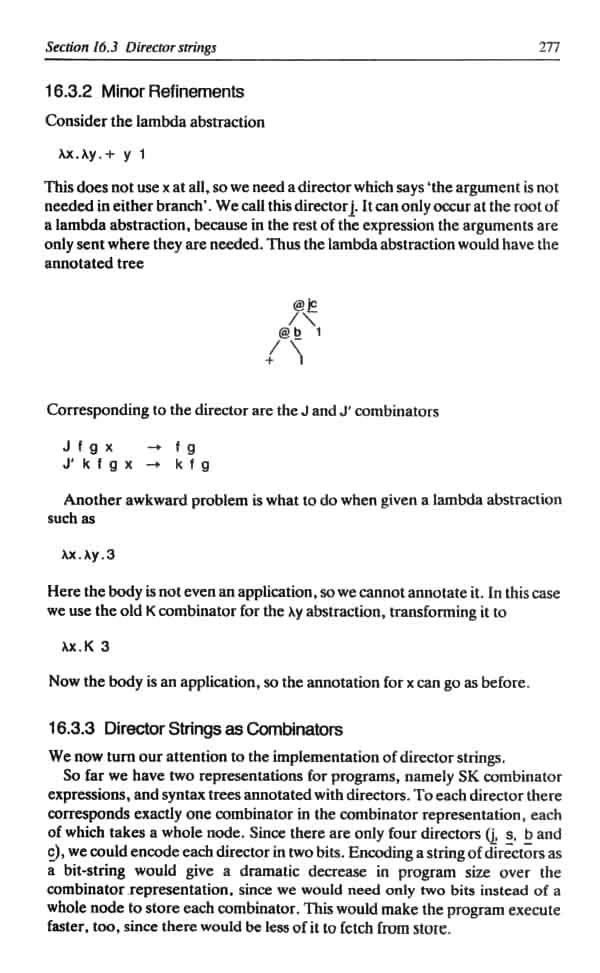 Section 16.3 Director strings 277
16.3.2 Minor Refinements
Consider the lambda abstraction
λx.λy.+ y 1
This does not use x at all, so we need a director which says ‘the argument is not
needed in either branch’. We call this director j. It can only occur at the root of
a lambda abstraction, because in the rest of the expression the arguments are
only sent where they are needed. Thus the lambda abstraction would have the
annotated tree
@ jc
@ b 1
+ I
Corresponding to the director are the J and J′ combinators
J f g x → f g
J′ k f g x → k f g
Another awkward problem is what to do when given a lambda abstraction
such as
λx.λy.3
Here the body is not even an application, so we cannot annotate it. In this case
we use the old K combinator for the λy abstraction, transforming it to
λx.K 3
Now the body is an application, so the annotation for x can go as before.
16.3.3 Director Strings as Combinators
We now turn our attention to the implementation of director strings.
So far we have two representations for programs, namely SK combinator
expressions, and syntax trees annotated with directors. To each director there
corresponds exactly one combinator in the combinator representation, each
of which takes a whole node. Since there are only four directors (j, s, b and
c), we could encode each director in two bits. Encoding a string of directors as
a bit-string would give a dramatic decrease in program size over the
combinator representation, since we would need only two bits instead of a
whole node to store each combinator. This would make the program execute
faster, too, since there would be less of it to fetch from store.